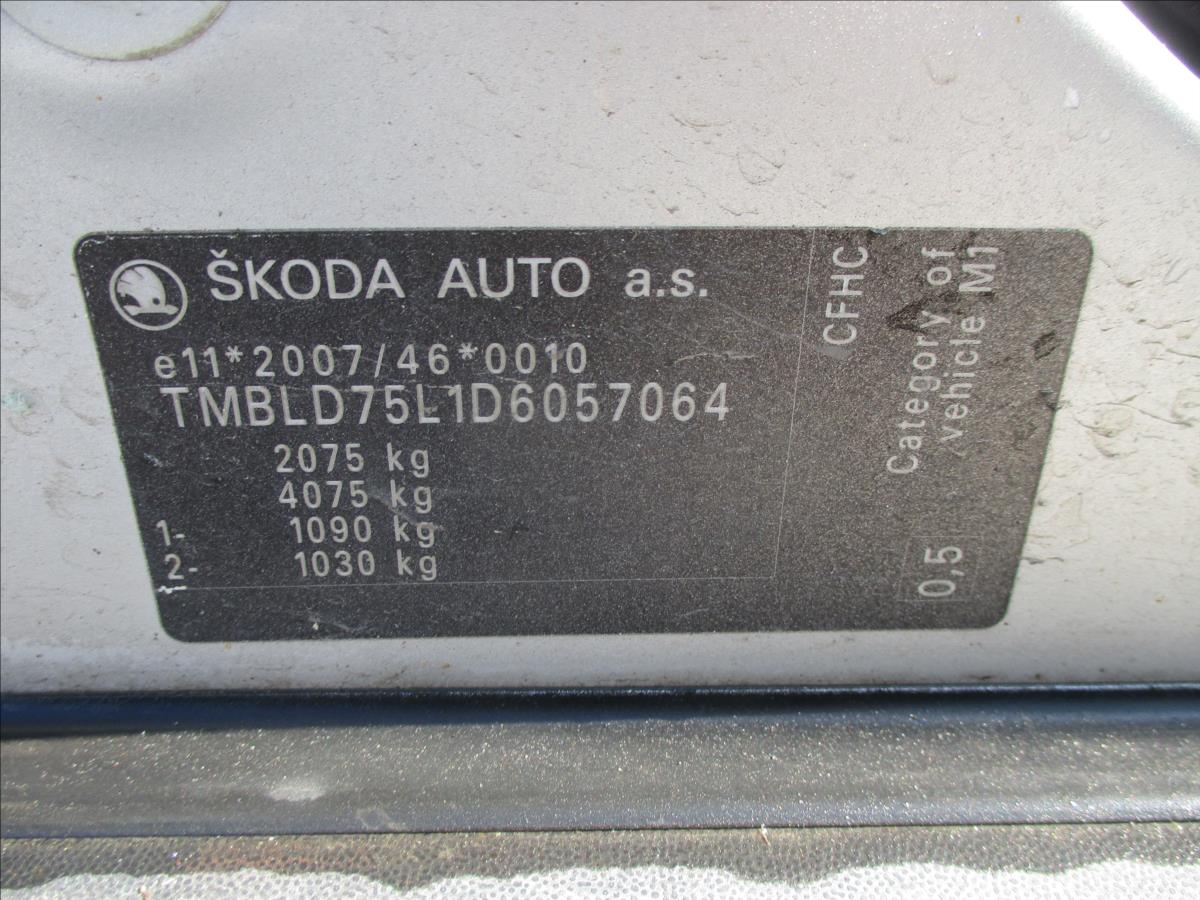 ŠKODA AUTO a.s.
e11*2007/46*0010
TMBLD75L1D6057064
2075 kg
4075 kg
1- 1090 kg
2- 1030 kg
CFHC
Category of
vehicle M1
0,5